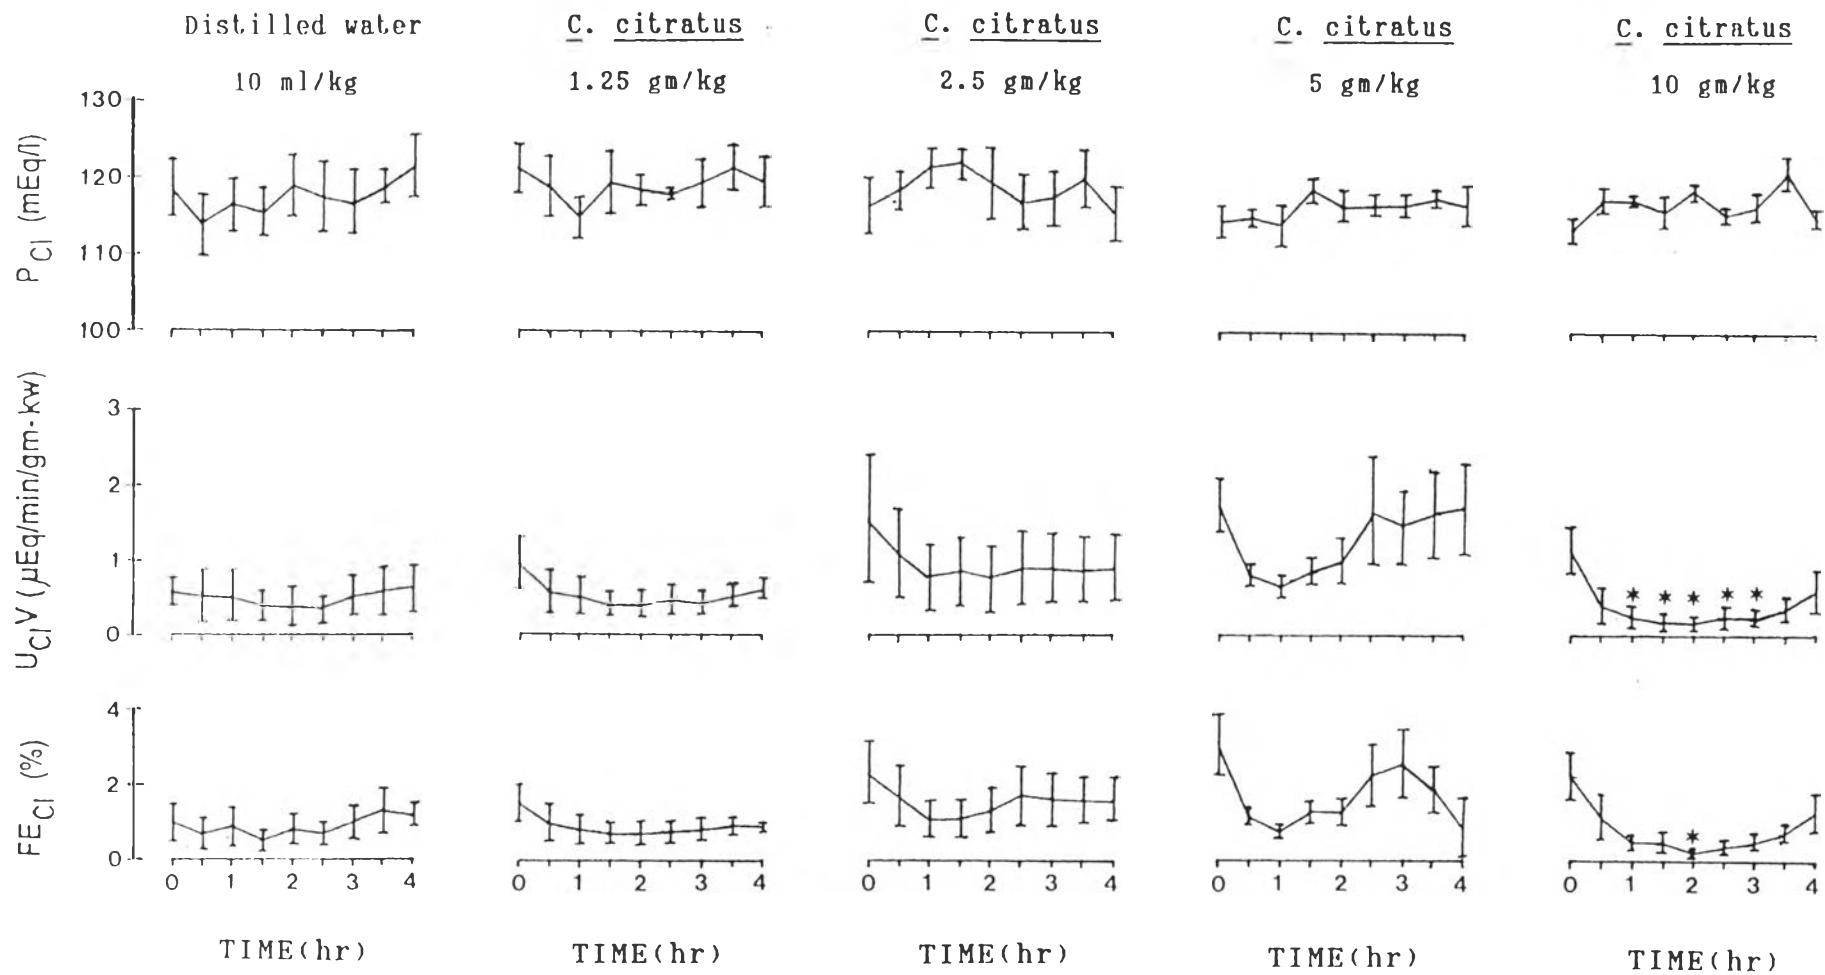 Distilled water C. citratus C. citratus C. citratus C. citratus
10 ml/kg 1.25 gm/kg 2.5 gm/kg 5 gm/kg 10 gm/kg
PCl (mEq/l)
130
120
110
100
UClV (µEq/min/gm-kw)
3
2
1
0
* * * * *
FECl (%)
4
2
0
*
0 1 2 3 4 0 1 2 3 4 0 1 2 3 4 0 1 2 3 4 0 1 2 3 4
TIME(hr) TIME(hr) TIME(hr) TIME(hr) TIME(hr)